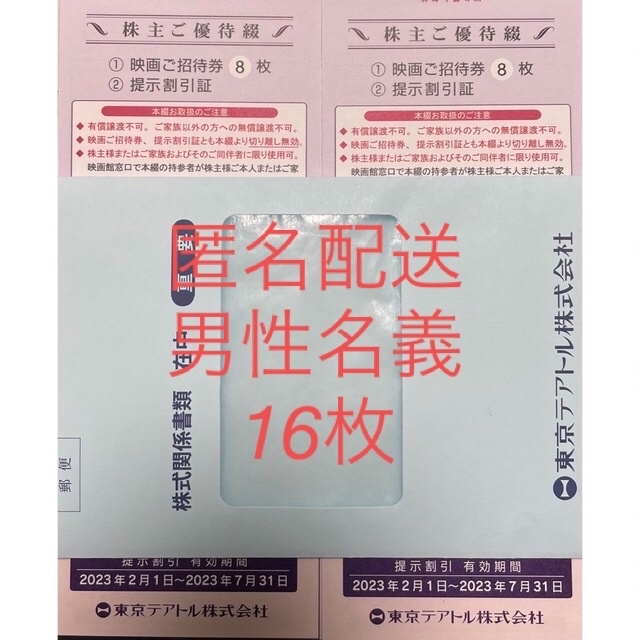 株主ご優待綴
① 映画ご招待券 8 枚
② 提示割引証
本綴お取扱のご注意
◆ 有償譲渡不可。ご家族以外の方への無償譲渡不可。
◆ 映画ご招待券、提示割引証とも本綴より切り離し無効。
◆ 株主様またはご家族およびそのご同伴者に限り使用可。
映画館窓口で本綴の持参者が株主様ご本人またはご家
株主ご優待綴
① 映画ご招待券 8 枚
② 提示割引証
本綴お取扱のご注意
◆ 有償譲渡不可。ご家族以外の方への無償譲渡不可。
◆ 映画ご招待券、提示割引証とも本綴より切り離し無効。
◆ 株主様またはご家族およびそのご同伴者に限り使用可。
映画館窓口で本綴の持参者が株主様ご本人またはご家
匿名配送
男性名義
16枚
重要
株式関係書類 在中
郵便
東京テアトル株式会社
提示割引 有効期間
2023年2月1日~2023年7月31日
東京テアトル株式会社
提示割引 有効期間
2023年2月1日~2023年7月31日
東京テアトル株式会社